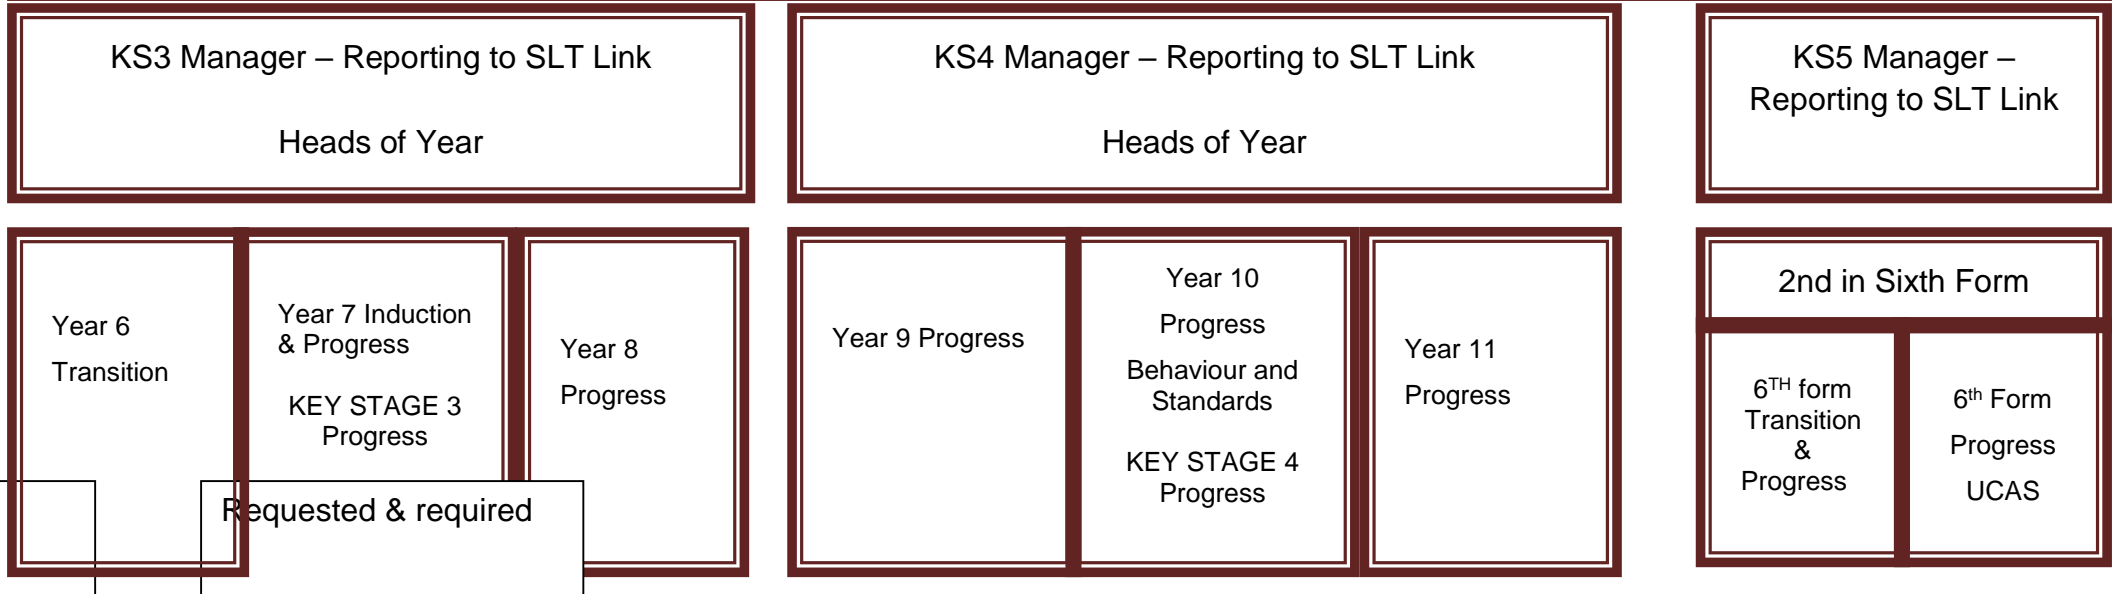 KS3 Manager – Reporting to SLT Link
Heads of Year
KS4 Manager – Reporting to SLT Link
Heads of Year
KS5 Manager –
Reporting to SLT Link
Year 6
Transition
Year 7 Induction
& Progress
KEY STAGE 3
Progress
Year 8
Progress
Requested & required
Year 9 Progress
Year 10
Progress
Behaviour and
Standards
KEY STAGE 4
Progress
Year 11
Progress
2nd in Sixth Form
6TH form
Transition
&
Progress
6th Form
Progress
UCAS